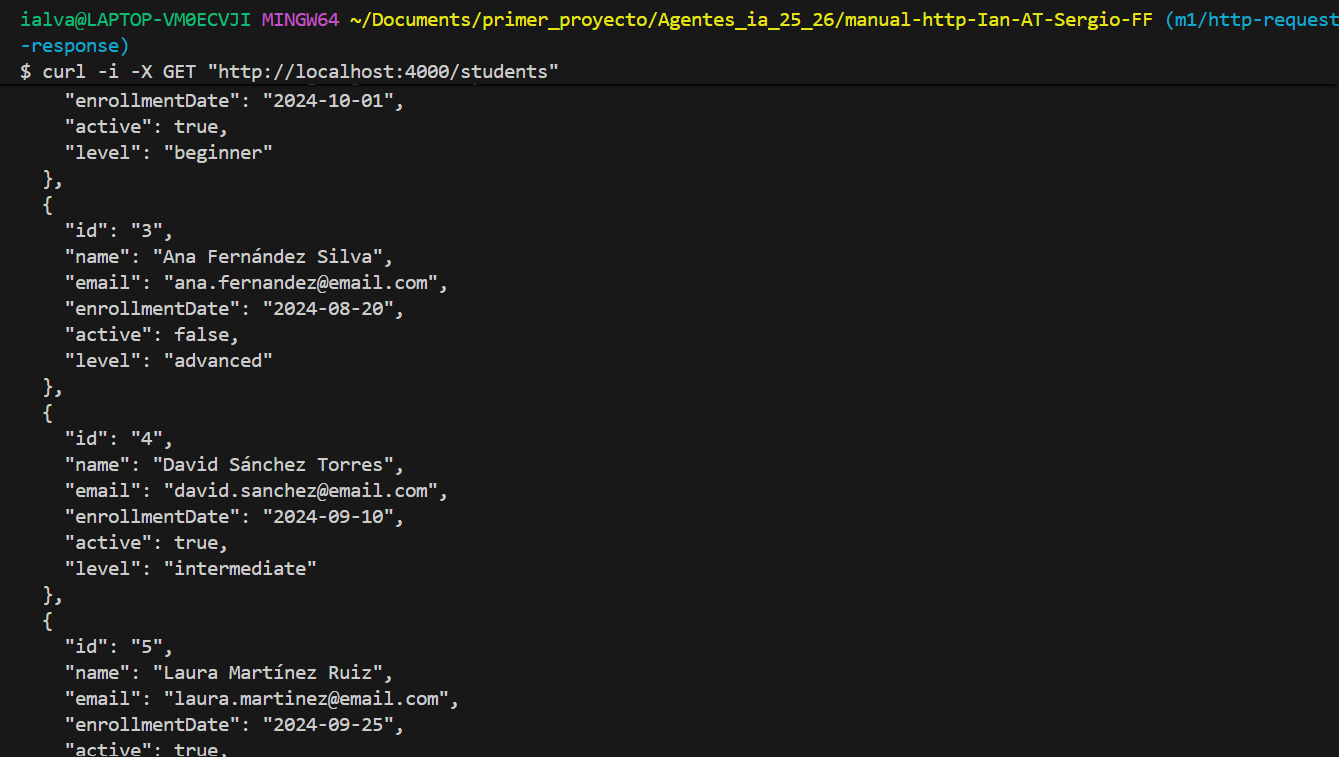 ialva@LAPTOP-VM0ECVJI MINGW64 ~/Documents/primer_proyecto/Agentes_ia_25_26/manual-http-Ian-AT-Sergio-FF (m1/http-request
-response)
$ curl -i -X GET "http://localhost:4000/students"
    "enrollmentDate": "2024-10-01",
    "active": true,
    "level": "beginner"
  },
  {
    "id": "3",
    "name": "Ana Fernández Silva",
    "email": "ana.fernandez@email.com",
    "enrollmentDate": "2024-08-20",
    "active": false,
    "level": "advanced"
  },
  {
    "id": "4",
    "name": "David Sánchez Torres",
    "email": "david.sanchez@email.com",
    "enrollmentDate": "2024-09-10",
    "active": true,
    "level": "intermediate"
  },
  {
    "id": "5",
    "name": "Laura Martínez Ruiz",
    "email": "laura.martinez@email.com",
    "enrollmentDate": "2024-09-25",
    "active": true,